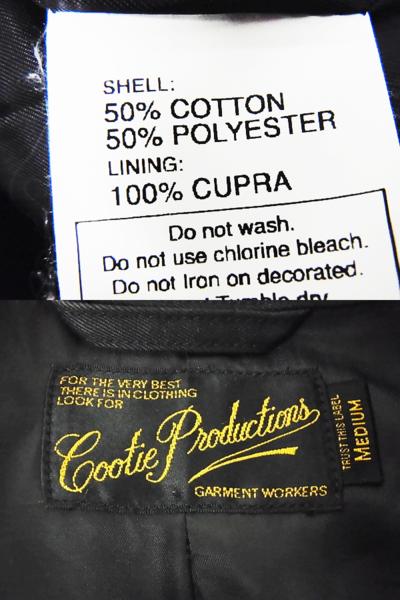 SHELL:
50% COTTON
50% POLYESTER
LINING:
100% CUPRA
Do not wash.
Do not use chlorine bleach.
Do not Iron on decorated.
Tumble dry
FOR THE VERY BEST
THERE IS IN CLOTHING
LOOK FOR
Cootie Productions
GARMENT WORKERS
TRUST THIS LABEL
MEDIUM